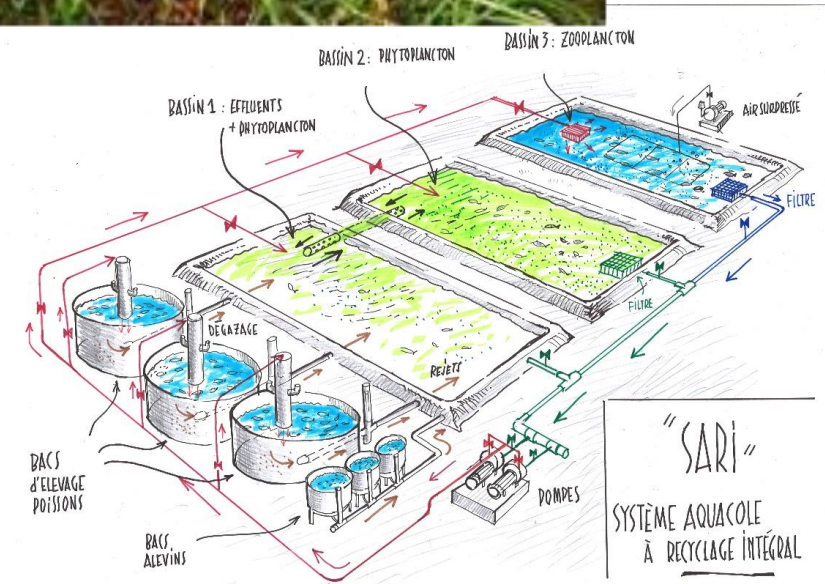 BASSIN 3 : ZOOPLANCTON
BASSIN 2 : PHYTOPLANCTON
BASSIN 1 : EFFLUENTS
+ PHYTOPLANCTON
AIR SURPRESSÉ
FILTRE
FILTRE
DÉGAZAGE
REJETS
BACS
d'ELEVAGE
POISSONS
BACS
ALEVINS
POMPES
"SARI"
SYSTÈME AQUACOLE
À RECYCLAGE INTÉGRAL